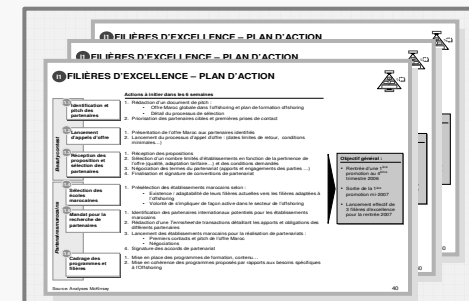 FILIÈRES D'EXCELLENCE – PLAN D'ACTION
FILIÈRES D'EXCELLENCE – PLAN D'ACTION
FILIÈRES D'EXCELLENCE – PLAN D'ACTION
Actions à initier dans les 6 semaines
Identification et
pitch des
partenaires
1. Rédaction d'un document de pitch :
• Offre Maroc globale dans l'offshoring et plan de formation offshoring
• Détail du processus de sélection
2. Priorisation des partenaires cibles et premières prises de contact
Lancement
d'appels d'offre
1. Présentation de l'offre Maroc aux partenaires identifiés
2. Lancement du processus d'appel d'offre : (dates limites de retour, conditions
minimales…)
Réception des
proposition et
sélection des
partenaires
1. Réception des propositions
2. Sélection d'un nombre limité d'établissements en fonction de la pertinence de
l'offre (qualité, adaptation tarifaire…) et des conditions demandées
3. Négociation des termes du partenariat (apports et engagements des parties …)
4. Finalisation et signature de conventions de partenariat
Sélection des
écoles
marocaines
1. Présélection des établissements marocains selon :
• Existence / adaptabilité de leurs filières actuelles vers les filières adaptées à
l'offshoring
• Volonté de s'impliquer de façon active dans le secteur de l'offshoring
Mandat pour la
recherche de
partenaires
1. Identification des partenaires internationaux potentiels pour les établissements
marocains
2. Rédaction d'une Termsheet de transactions détaillant les apports et obligations des
différents partenaires
3. Lancement des établissements marocains pour la réalisation de partenariats :
• Premiers contacts et pitch de l'offre Maroc
• Négociations
4. Signature des accords de partenariat
Cadrage des
programmes et
filières
1. Mise en place des programmes de formation, contenu…
2. Mise en cohérence des programmes proposés par rapports aux besoins spécifiques
à l'Offshoring
Objectif général :
• Rentrée d'une 1ère
promotion au 4ème
trimestre 2006
• Sortie de la 1ère
promotion mi-2007
• Lancement effectif de
3 filières d'excellence
pour la rentrée 2007
Source: Analyses McKinsey
40